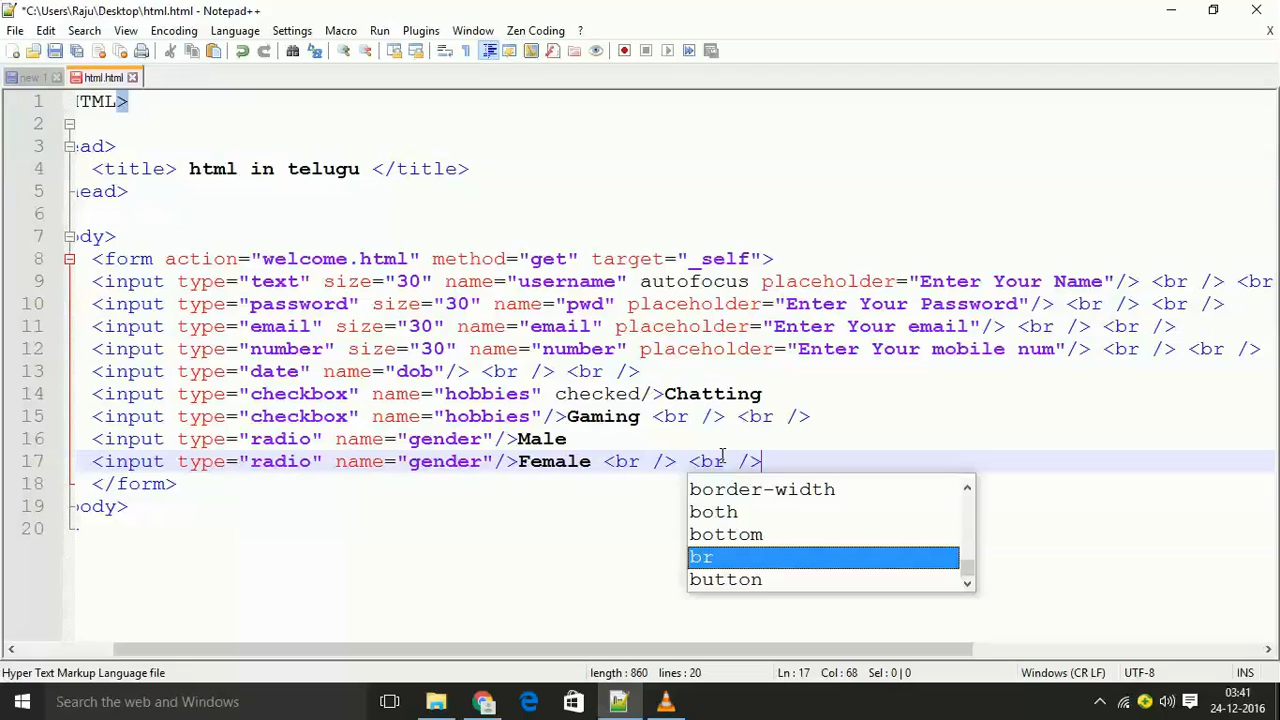 *C:\Users\Raju\Desktop\html.html - Notepad++
File Edit Search View Encoding Language Settings Macro Run Plugins Window Zen Coding ? X
new 1 html.html
1 HTML>
2
3 ead>
4 <title> html in telugu </title>
5 head>
6
7 ody>
8 <form action="welcome.html" method="get" target="_self">
9 <input type="text" size="30" name="username" autofocus placeholder="Enter Your Name"/> <br /> <br
10 <input type="password" size="30" name="pwd" placeholder="Enter Your Password"/> <br /> <br />
11 <input type="email" size="30" name="email" placeholder="Enter Your email"/> <br /> <br />
12 <input type="number" size="30" name="number" placeholder="Enter Your mobile num"/> <br /> <br />
13 <input type="date" name="dob"/> <br /> <br />
14 <input type="checkbox" name="hobbies" checked/>Chatting
15 <input type="checkbox" name="hobbies"/>Gaming <br /> <br />
16 <input type="radio" name="gender"/>Male
17 <input type="radio" name="gender"/>Female <br /> <br />
18 </form>
19 body>
20
border-width
both
bottom
br
button
Hyper Text Markup Language file length : 860 lines : 20 Ln : 17 Col : 68 Sel : 0 | 0 Windows (CR LF) UTF-8 INS
Search the web and Windows
03:41
24-12-2016